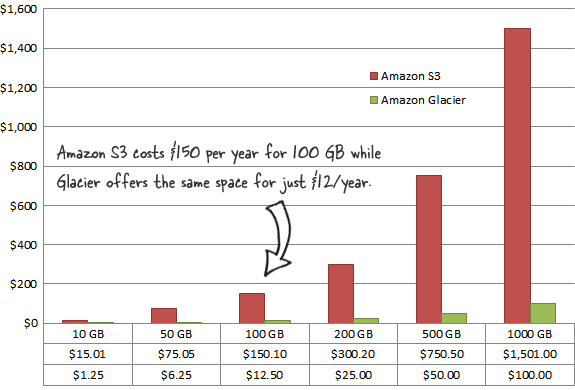 $1,600
$1,400
$1,200
$1,000
$800
$600
$400
$200
$0
Amazon S3
Amazon Glacier
Amazon S3 costs $150 per year for 100 GB while
Glacier offers the same space for just $12/year.
10 GB 50 GB 100 GB 200 GB 500 GB 1000 GB
$15.01 $75.05 $150.10 $300.20 $750.50 $1,501.00
$1.25 $6.25 $12.50 $25.00 $50.00 $100.00